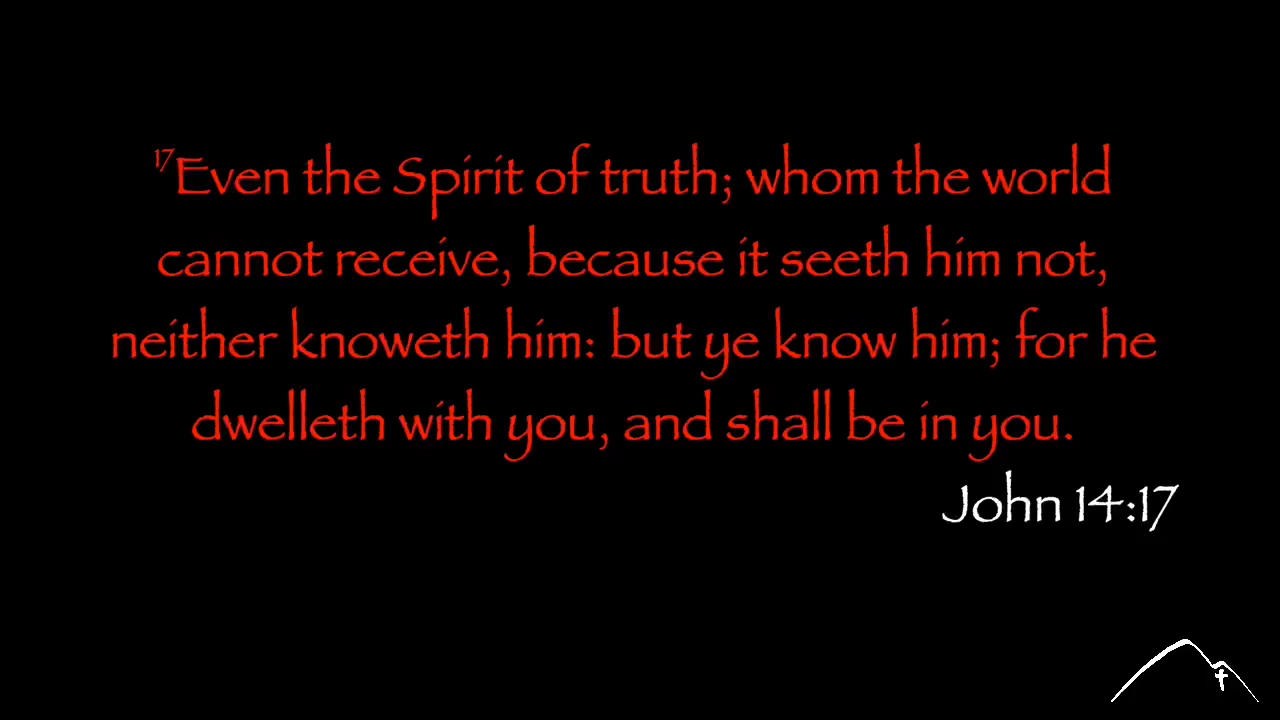 17Even the Spirit of truth; whom the world
cannot receive, because it seeth him not,
neither knoweth him: but ye know him; for he
dwelleth with you, and shall be in you.
John 14:17